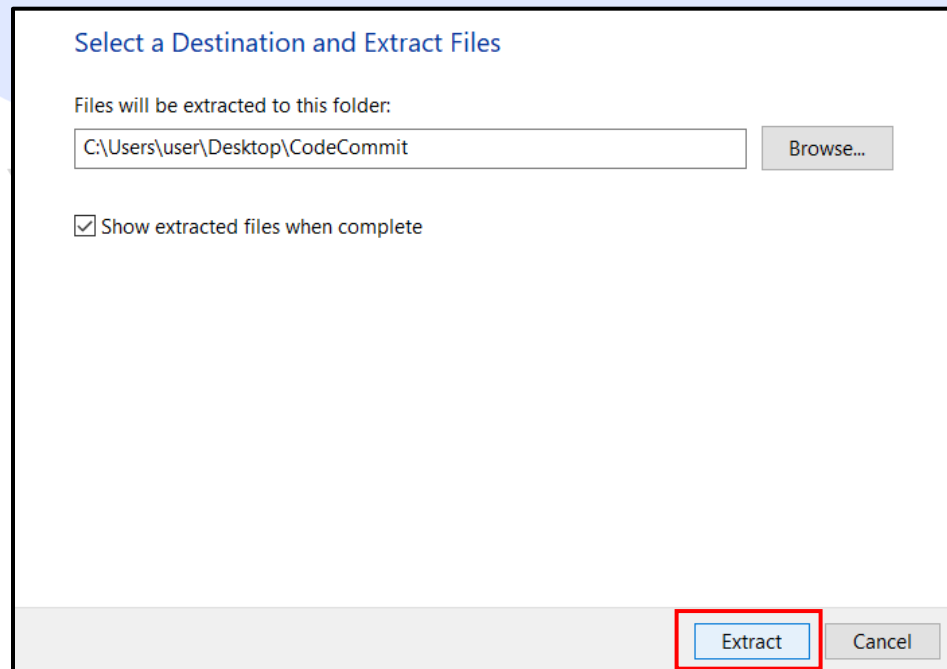 Select a Destination and Extract Files
Files will be extracted to this folder:
C:\Users\user\Desktop\CodeCommit
Browse...
Show extracted files when complete
Extract
Cancel